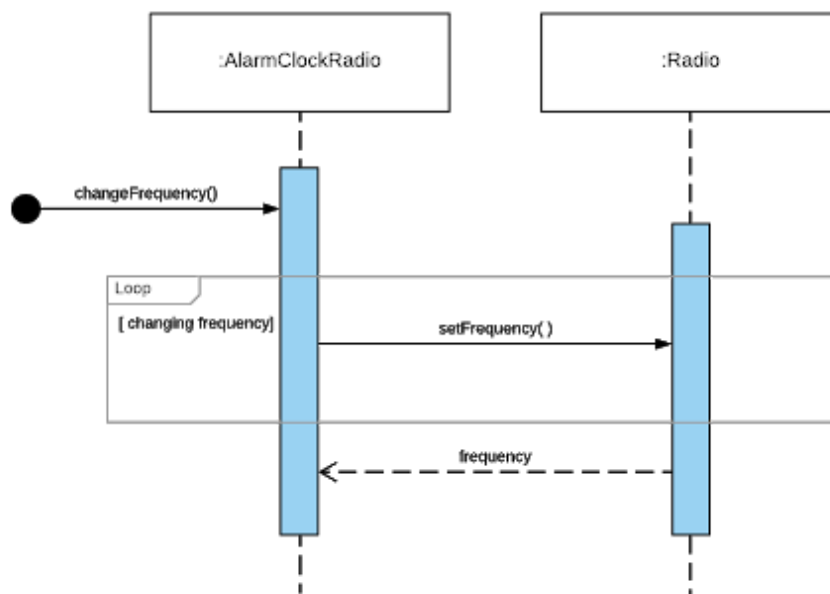 :AlarmClockRadio
:Radio
changeFrequency()
Loop
[ changing frequency]
setFrequency( )
frequency